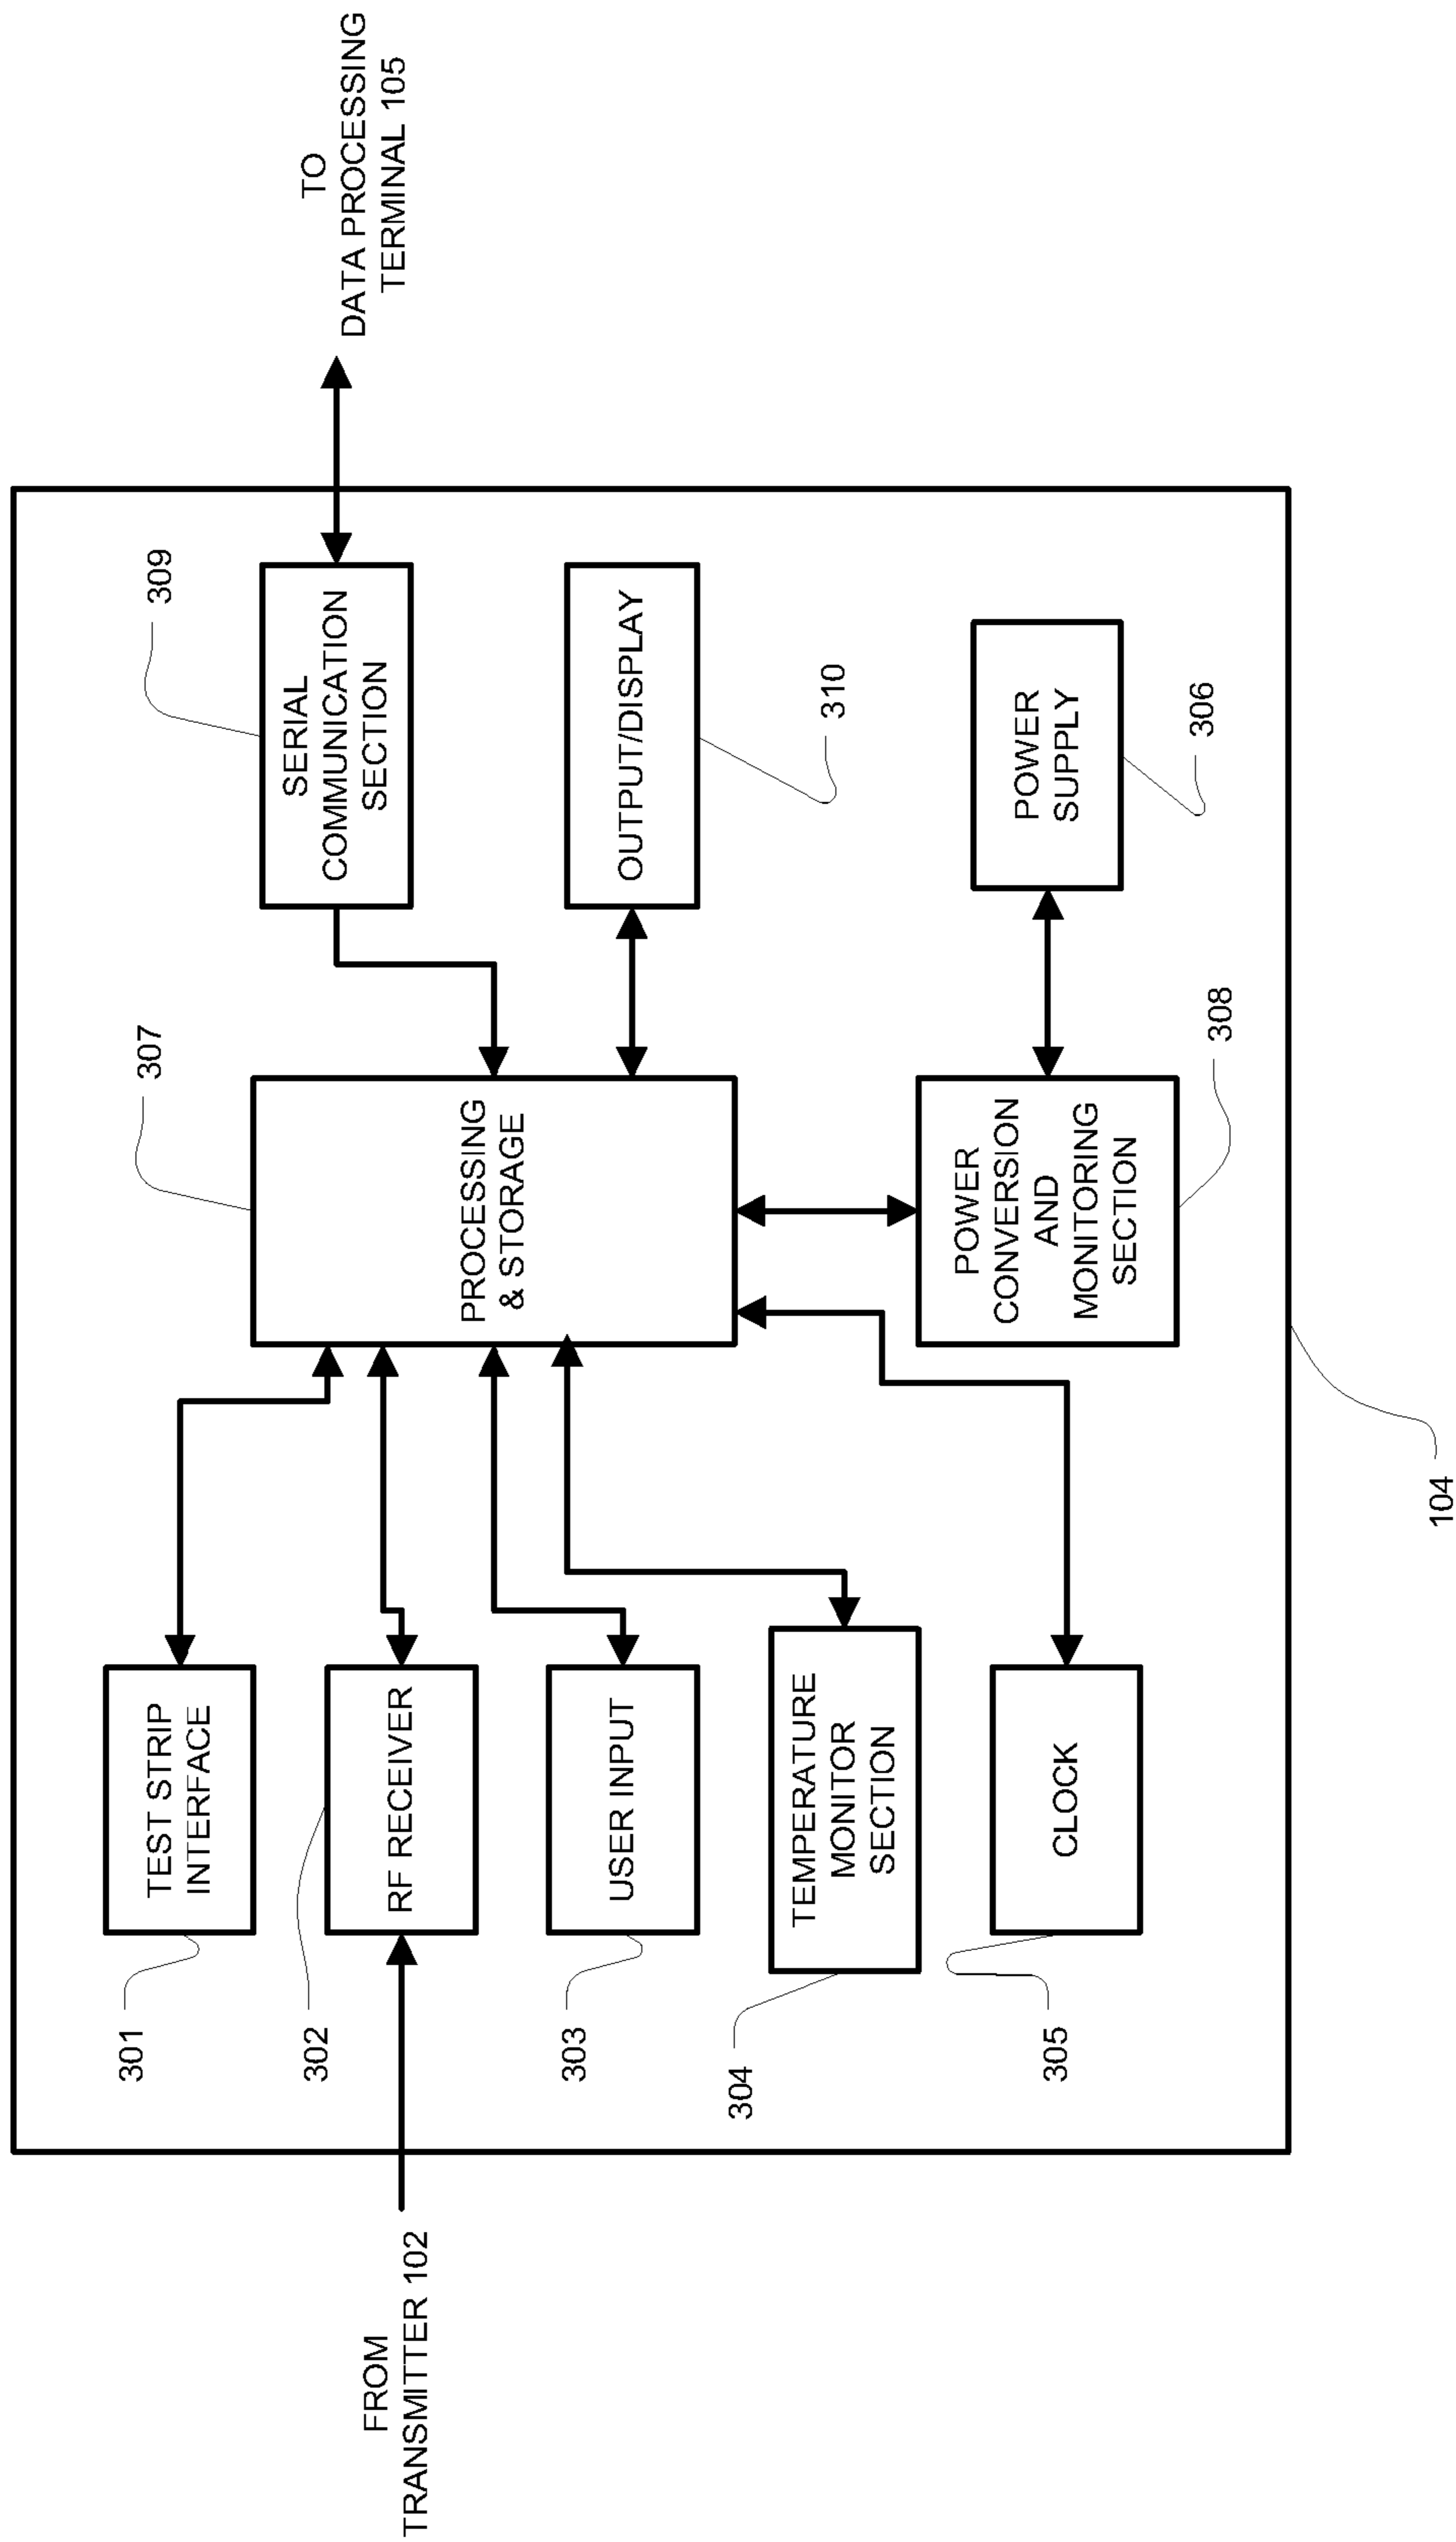 FROM
TRANSMITTER 102
301
TEST STRIP
INTERFACE
302
RF RECEIVER
303
USER INPUT
304
TEMPERATURE
MONITOR
SECTION
305
CLOCK
307
PROCESSING
& STORAGE
POWER
CONVERSION
AND
MONITORING
SECTION
308
309
SERIAL
COMMUNICATION
SECTION
OUTPUT/DISPLAY
310
POWER
SUPPLY
306
TO
DATA PROCESSING
TERMINAL 105
104